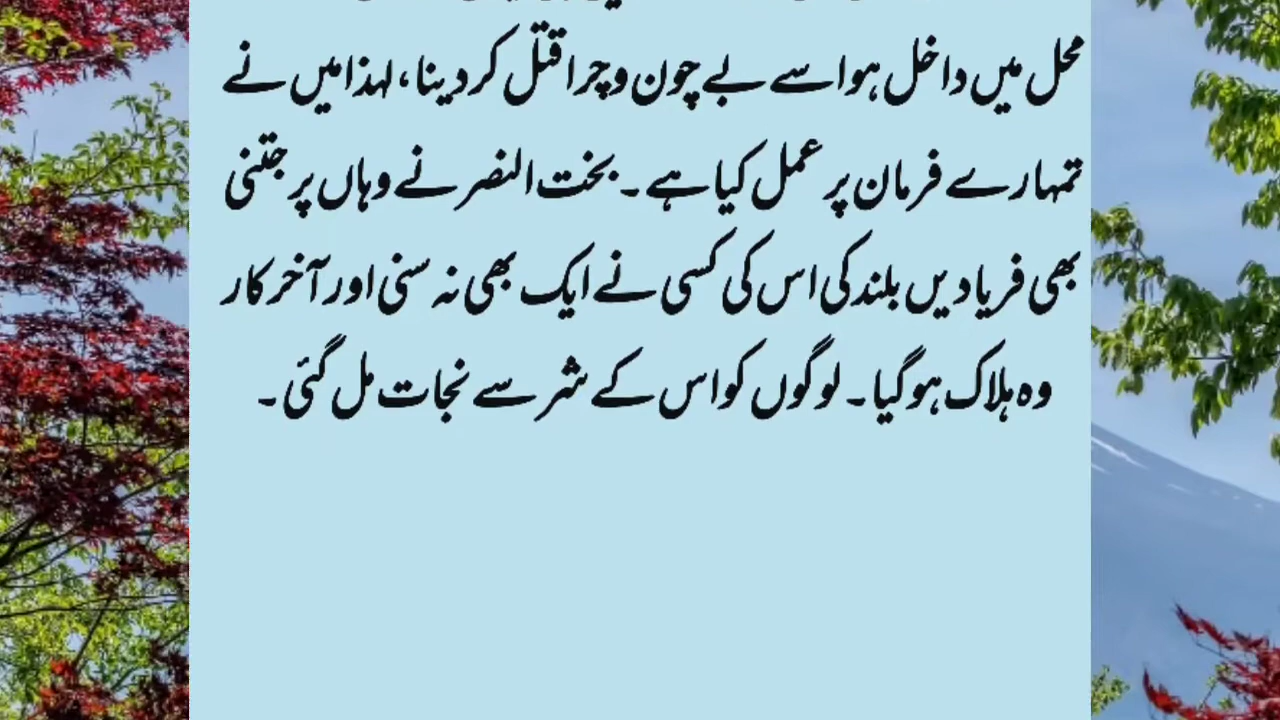 محل میں داخل ہوا سے بے چون و چرا قتل کر دینا، لہذا میں نے
تمہارے فرمان پر عمل کیا ہے۔ بخت النصر نے وہاں پر جتنی
بھی فریادیں بلند کی اس کی کسی نے ایک بھی نہ سنی اور آخر کار
وہ ہلاک ہو گیا۔ لوگوں کو اس کے شر سے نجات مل گئی۔